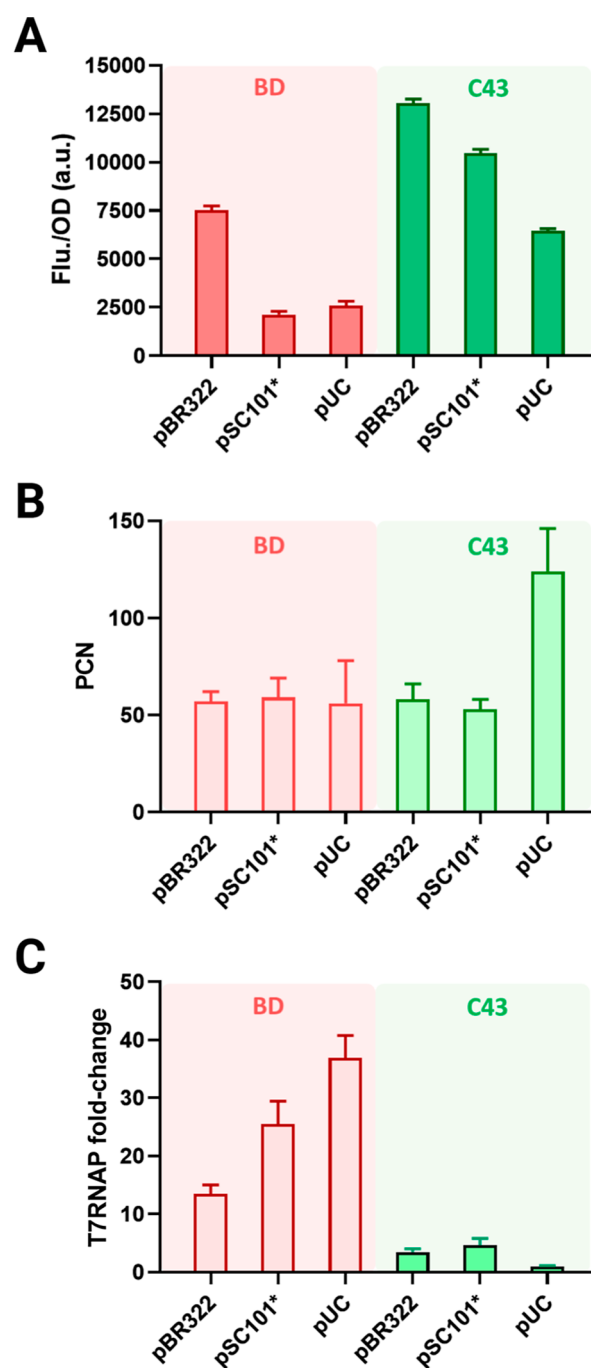 A
BD
C43
Flu./OD (a.u.)
15000
12500
10000
7500
5000
2500
0
pBR322
pSC101*
pUC
pBR322
pSC101*
pUC
B
BD
C43
PCN
150
100
50
0
pBR322
pSC101*
pUC
pBR322
pSC101*
pUC
C
BD
C43
T7RNAP fold-change
50
40
30
20
10
0
pBR322
pSC101*
pUC
pBR322
pSC101*
pUC